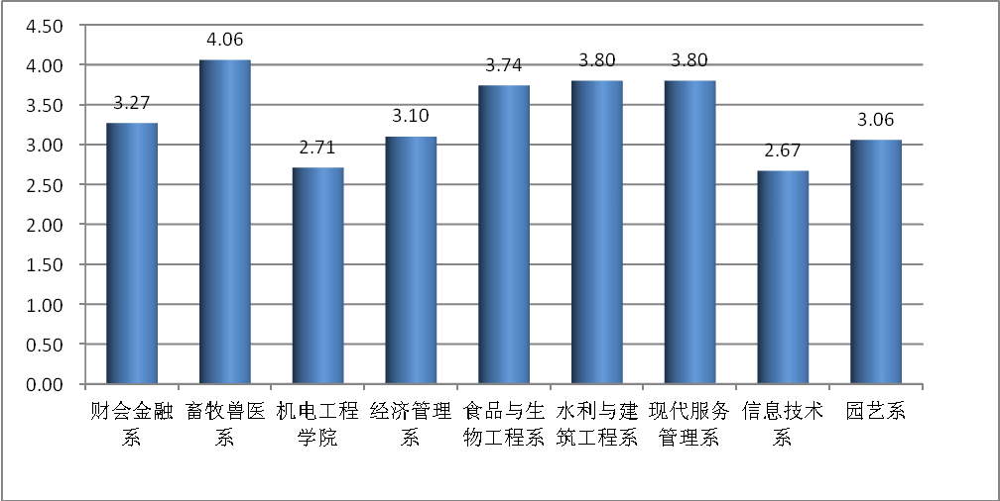 4.50
4.00
3.50
3.00
2.50
2.00
1.50
1.00
0.50
0.00
3.27
4.06
2.71
3.10
3.74
3.80
3.80
2.67
3.06
财会金融
系
畜牧兽医
系
机电工程
学院
经济管理
系
食品与生
物工程系
水利与建
筑工程系
现代服务
管理系
信息技术
系
园艺系